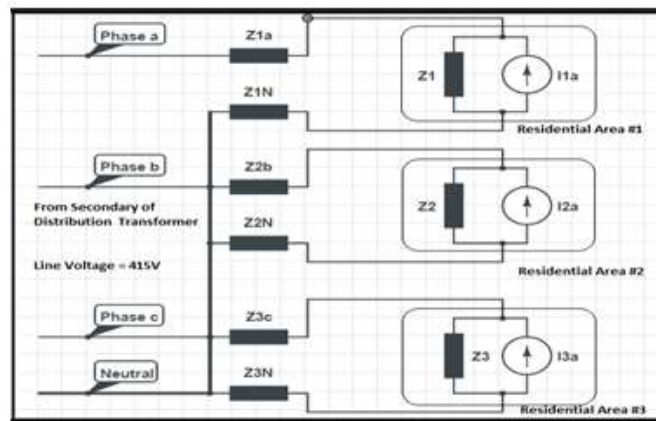 Phase a
Z1a
Z1
I1a
Z1N
Residential Area #1
Phase b
Z2b
From Secondary of
Distribution Transformer
Z2
I2a
Z2N
Line Voltage = 415V
Residential Area #2
Phase c
Z3c
Z3
I3a
Neutral
Z3N
Residential Area #3